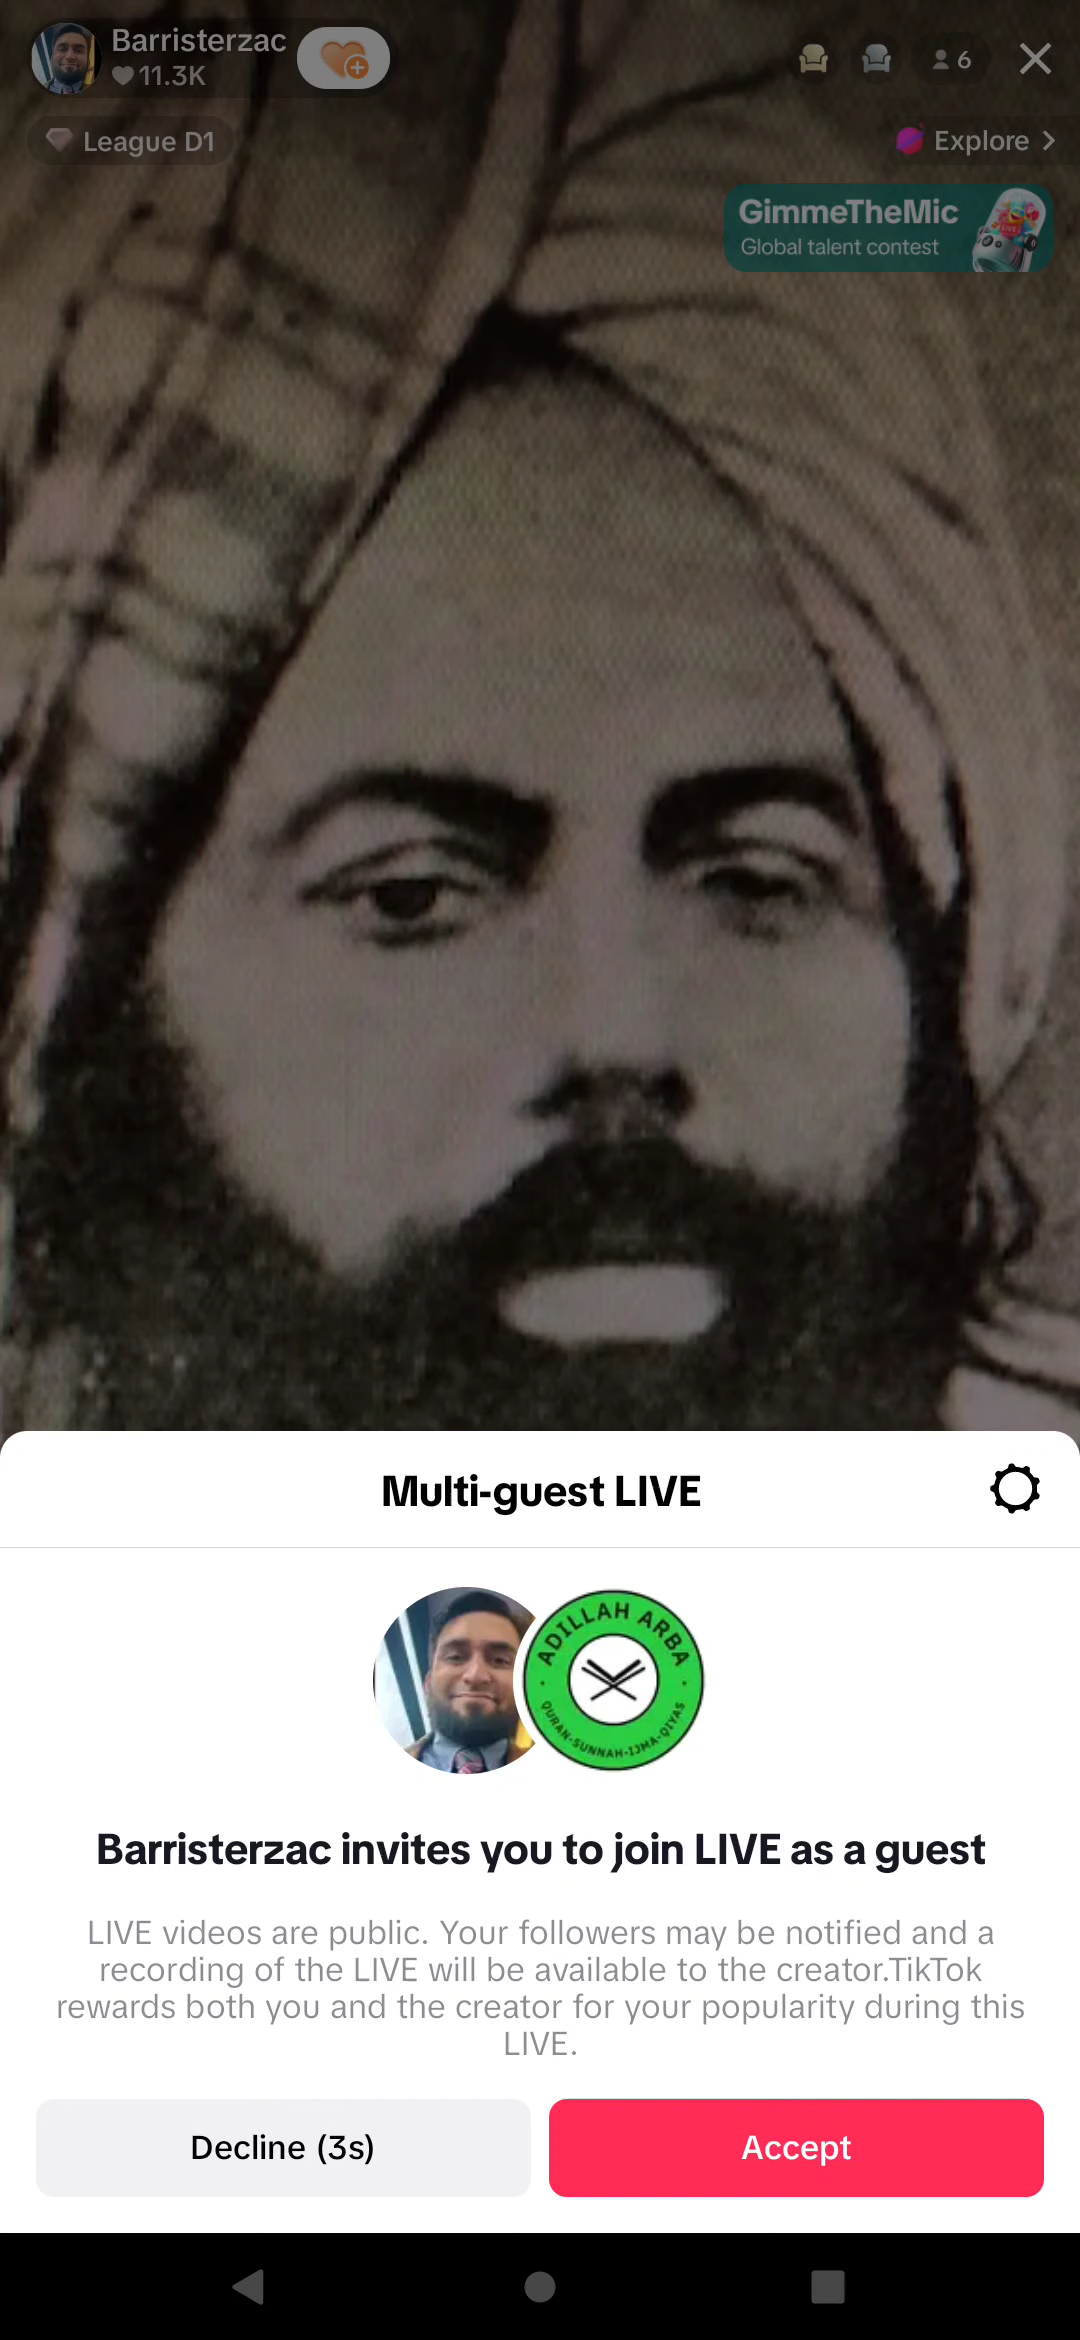 Barristerzac
11.3K
6
League D1
Explore
GimmeTheMic
Global talent contest
LIVE
Multi-guest LIVE
ADILLAH ARBA
QURAN-SUNNAH-IJMA-QIYAS
Barristerzac invites you to join LIVE as a guest
LIVE videos are public. Your followers may be notified and a
recording of the LIVE will be available to the creator.TikTok
rewards both you and the creator for your popularity during this
LIVE.
Decline (3s)
Accept